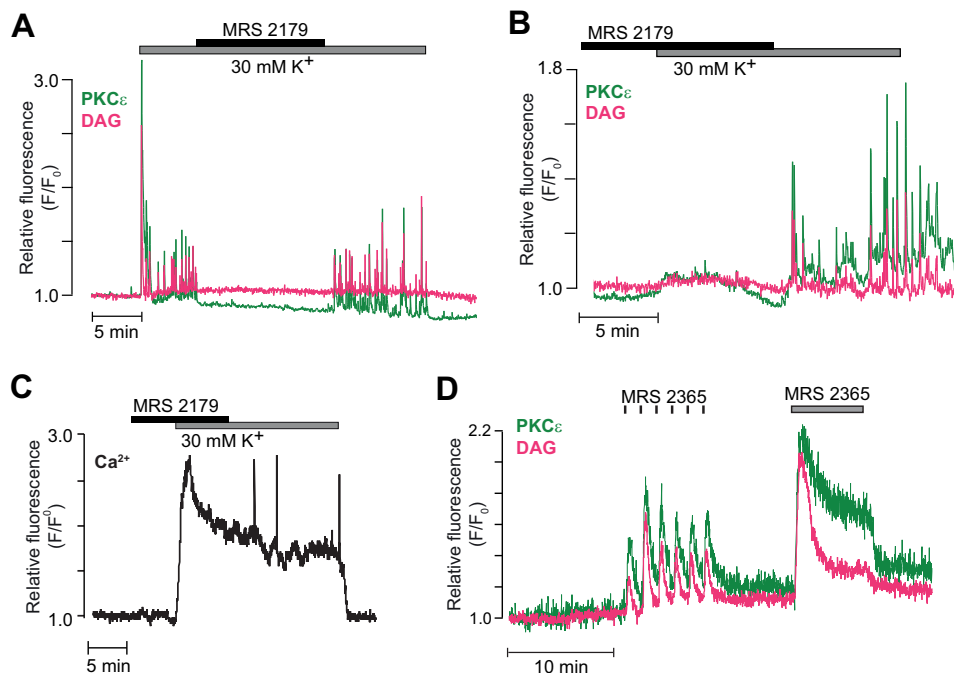 A
MRS 2179
30 mM K⁺
3.0
PKCε
DAG
Relative fluorescence
(F/F₀)
1.0
5 min
B
MRS 2179
30 mM K⁺
1.8
PKCε
DAG
Relative fluorescence
(F/F₀)
1.0
5 min
C
MRS 2179
30 mM K⁺
3.0
Ca²⁺
Relative fluorescence
(F/F⁰)
1.0
5 min
D
MRS 2365
MRS 2365
PKCε
DAG
2.2
Relative fluorescence
(F/F₀)
1.0
10 min